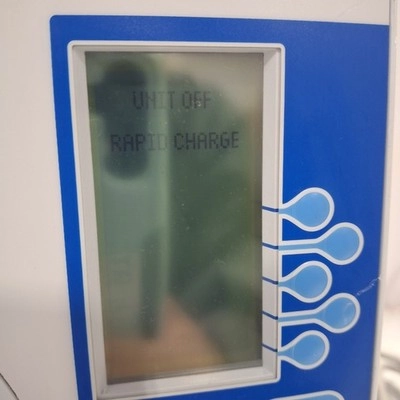 UNIT OFF
RAPID CHARGE